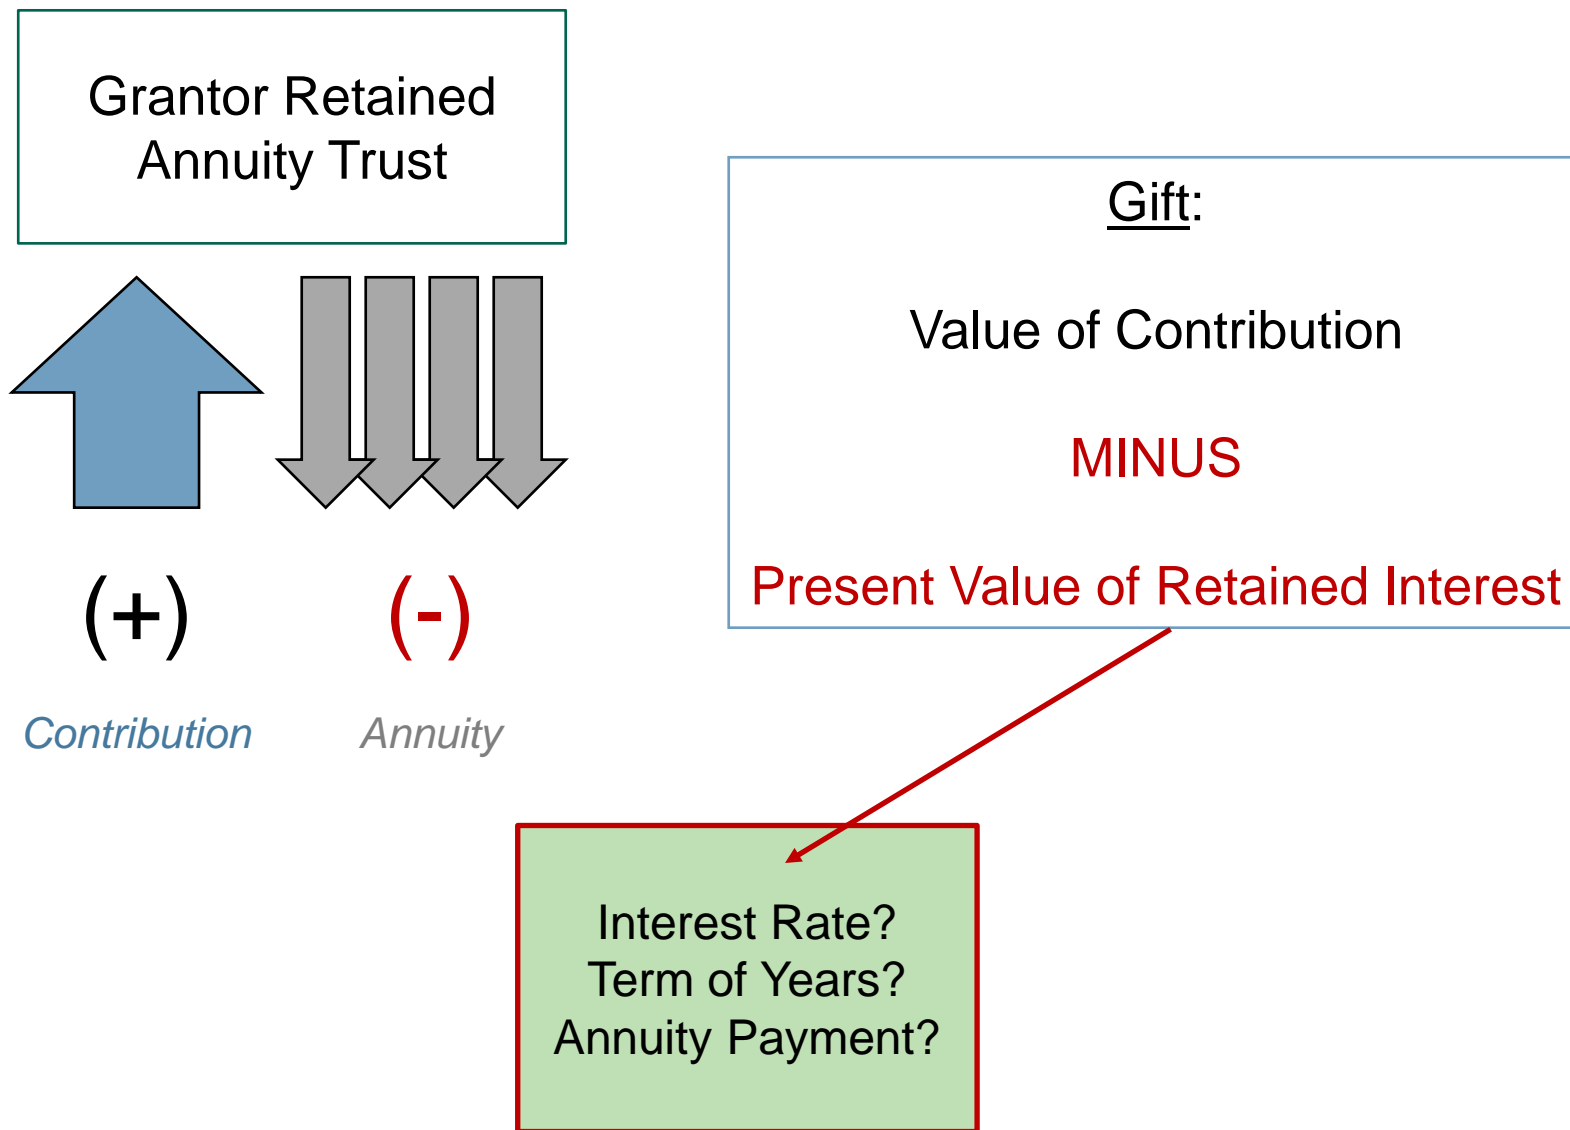 Grantor Retained
Annuity Trust
Gift:
Value of Contribution
MINUS
Present Value of Retained Interest
(+)
(-)
Contribution
Annuity
Interest Rate?
Term of Years?
Annuity Payment?